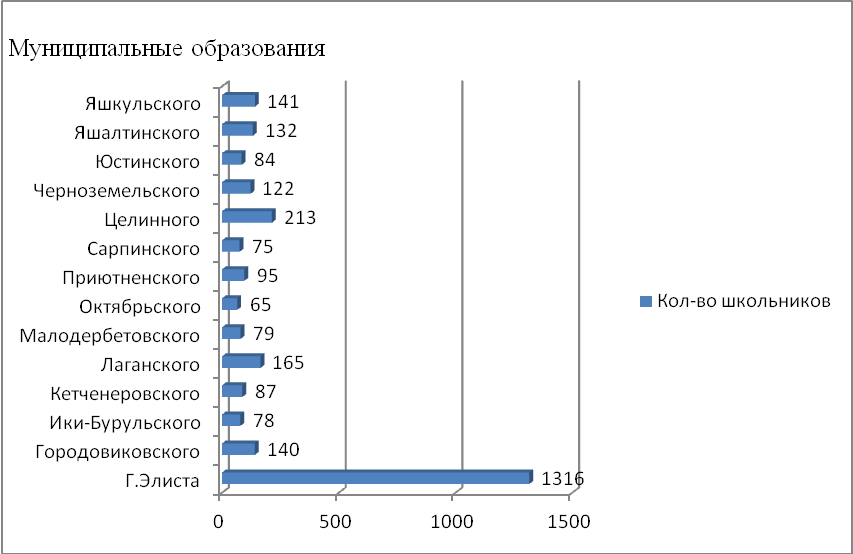 Муниципальные образования
Яшкульского 141
Яшалтинского 132
Юстинского 84
Черноземельского 122
Целинного 213
Сарпинского 75
Приютненского 95
Октябрьского 65
Малодербетовского 79
Лаганского 165
Кетченеровского 87
Ики-Бурульского 78
Городовиковского 140
Г.Элиста 1316
0 500 1000 1500
Кол-во школьников